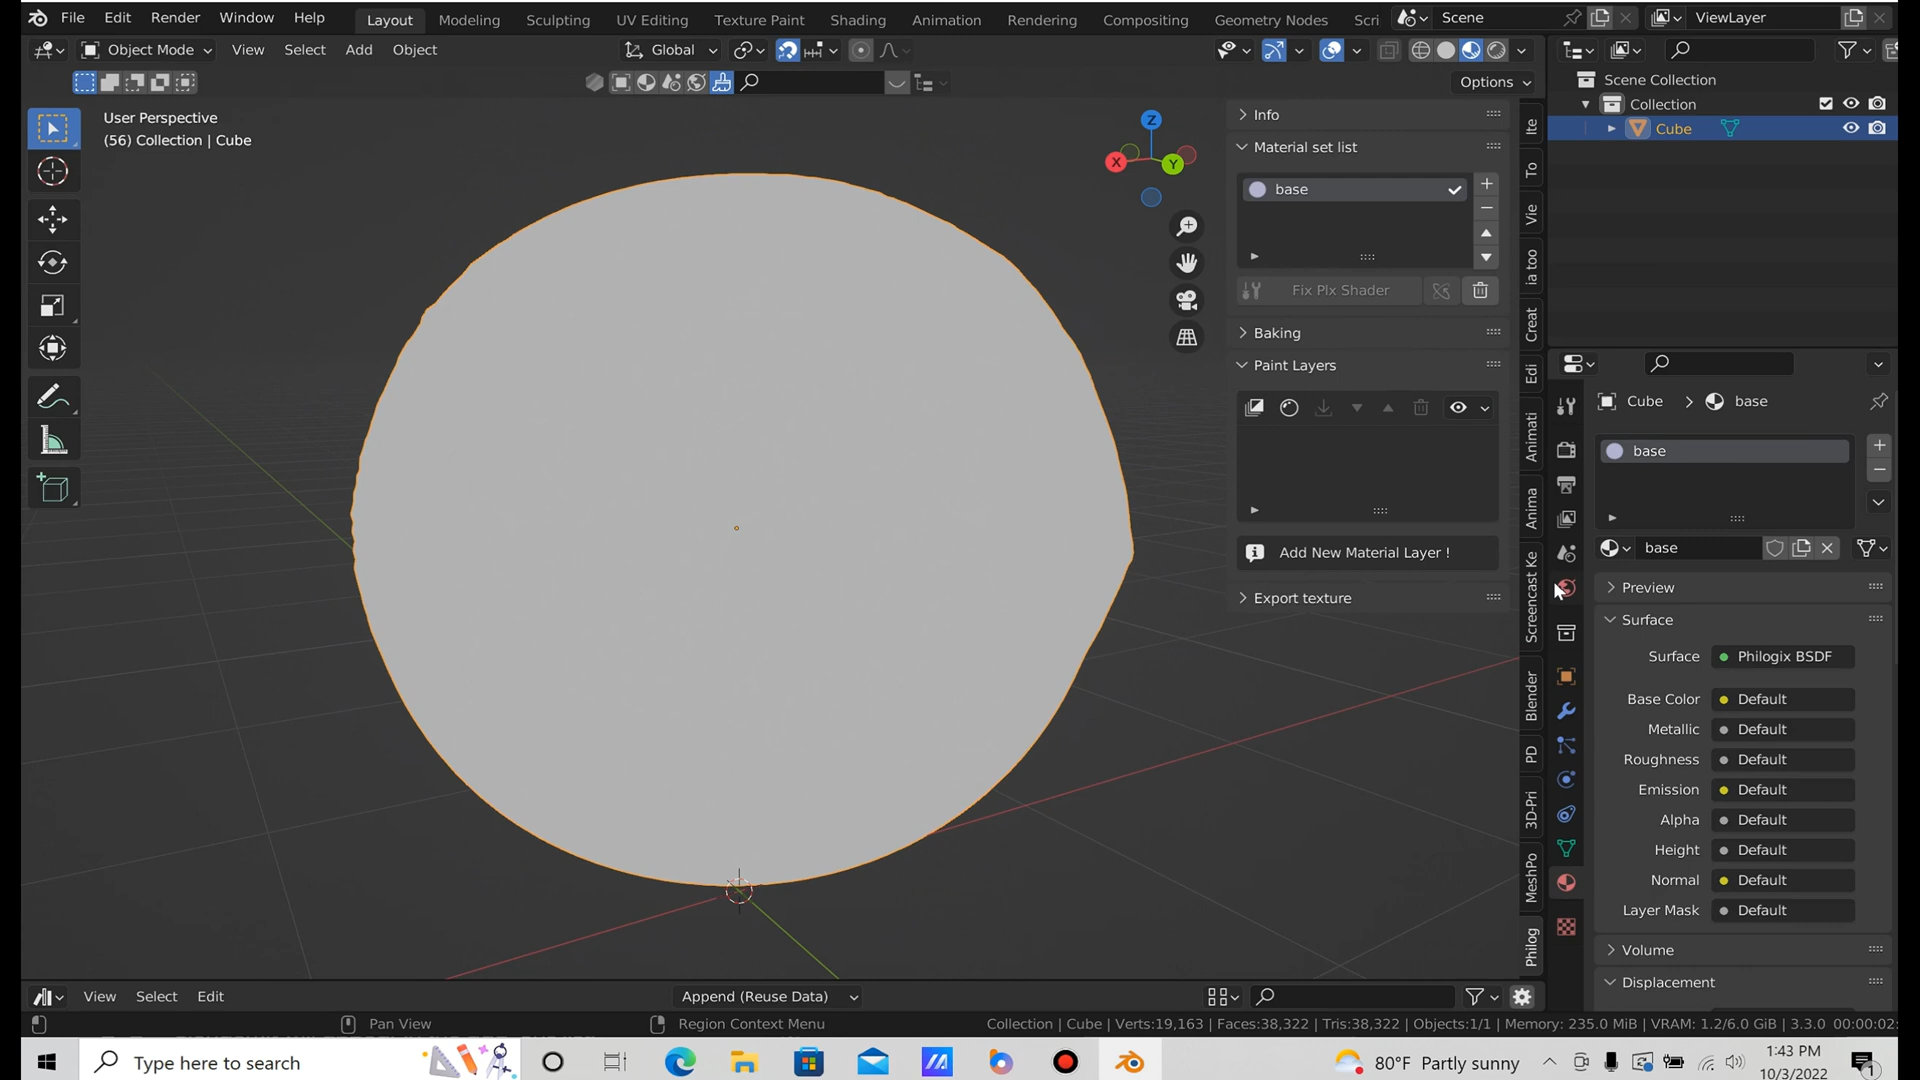 File Edit Render Window Help Layout Modeling Sculpting UV Editing Texture Paint Shading Animation Rendering Compositing Geometry Nodes Scri Scene ViewLayer
Object Mode View Select Add Object Global
Options
User Perspective
(56) Collection | Cube
Z
X
Y
Info
Material set list
base
Fix Plx Shader
Baking
Paint Layers
Add New Material Layer !
Export texture
Ite
To
Vie
ia too
Creat
Edi
Animati
Anima
Screencast Ke
Blender
PD
3D-Pri
MeshPo
Philog
Scene Collection
Collection
Cube
Cube > base
base
base
Preview
Surface
Surface Philogix BSDF
Base Color Default
Metallic Default
Roughness Default
Emission Default
Alpha Default
Height Default
Normal Default
Layer Mask Default
Volume
Displacement
View Select Edit Append (Reuse Data)
Pan View Region Context Menu Collection | Cube | Verts:19,163 | Faces:38,322 | Tris:38,322 | Objects:1/1 | Memory: 235.0 MiB | VRAM: 1.2/6.0 GiB | 3.3.0 00:00:02:
Type here to search 80°F Partly sunny 1:43 PM
10/3/2022
1